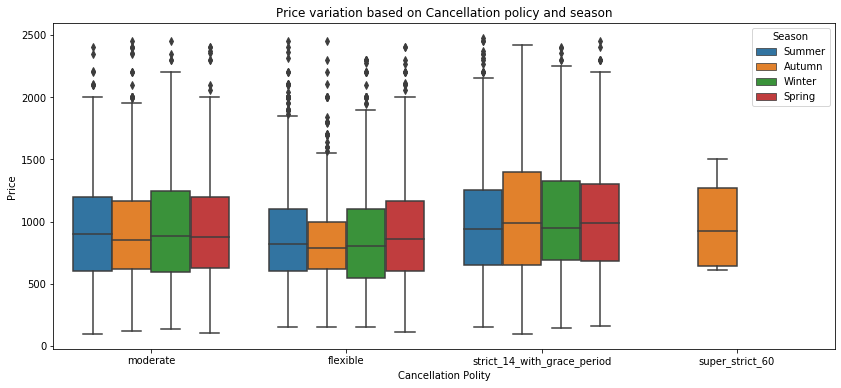 Price variation based on Cancellation policy and season
2500
2000
1500
1000
500
0
Price
Season
Summer
Autumn
Winter
Spring
moderate
flexible
strict_14_with_grace_period
super_strict_60
Cancellation Polity